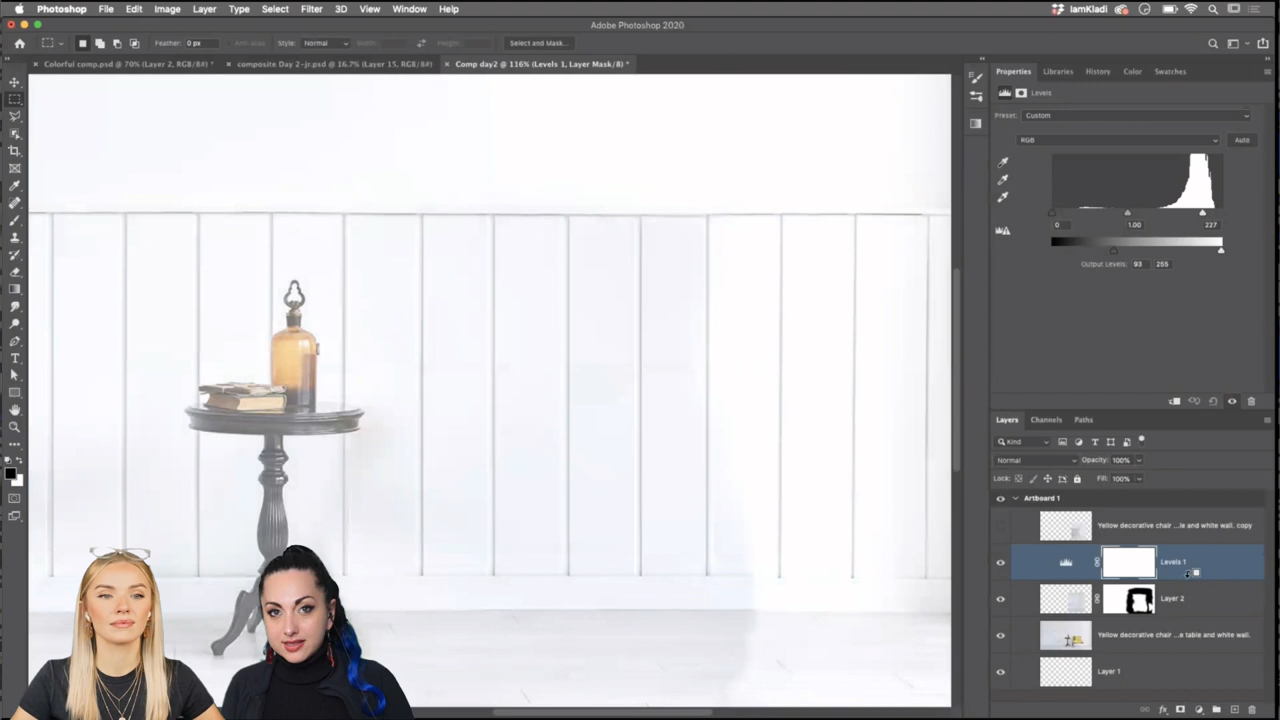 Photoshop File Edit Image Layer Type Select Filter 3D View Window Help IamKladi
Adobe Photoshop 2020
Feather: 0 px Anti-alias Style: Normal Width: Height: Select and Mask...
Colorful comp.psd @ 70% (Layer 2, RGB/8#) * composite Day 2-jr.psd @ 16.7% (Layer 15, RGB/8#) Comp day2 @ 116% (Levels 1, Layer Mask/8) *
Properties Libraries History Color Swatches
Levels
Preset: Custom
RGB Auto
0 1.00 227
Output Levels: 93 255
Layers Channels Paths
Kind
Normal Opacity: 100%
Lock: Fill: 100%
Artboard 1
Yellow decorative chair ...le and white wall. copy
Levels 1
Layer 2
Yellow decorative chair ...e table and white wall.
Layer 1